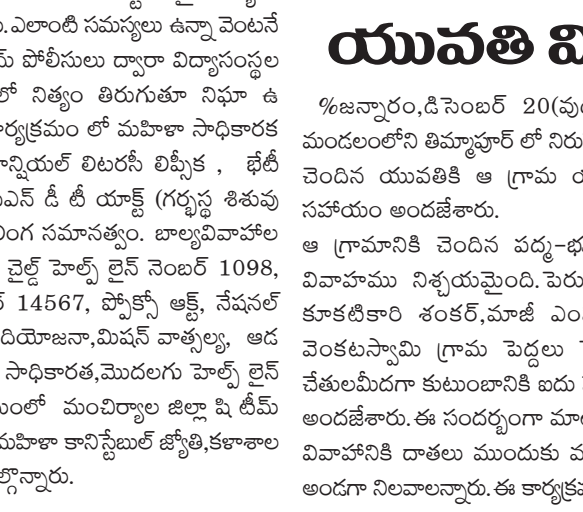 .ఎలాంటి సమస్యలు ఉన్నా వెంటనే
పోలీసులు ద్వారా విద్యాసంస్థల
లో నిత్యం తిరుగుతూ నిఘా ఉ
ర్యక్రమం లో మహిళా సాధికారక
న్షియల్ లిటరసీ లిప్సిక , భేటీ
ఎన్ డీ టీ యాక్ట్ (గర్భస్థ శిశువు
ంగ సమానత్వం. బాల్యవివాహాల
చైల్డ్ హెల్ప్ లైన్ నెంబర్ 1098,
14567, ప్పోక్సో ఆక్ట్, నేషనల్
దియోజనా,మిషన్ వాత్సల్య, ఆడ
సాధికారత,మొదలగు హెల్ప్ లైన్
ంలో మంచిర్యాల జిల్లా షి టీమ్
మహిళా కానిస్టేబుల్ జ్యోతి,కళాశాల
ల్గొన్నారు.
యువతి వి
%జన్నారం,డిసెంబర్ 20(పు
మండలంలోని తిమ్మాపూర్ లో నిరు
చెందిన యువతికి ఆ గ్రామ
సహాయం అందజేశారు.
ఆ గ్రామానికి చెందిన పద్మ-భూ
వివాహము నిశ్చయమైంది.పెరు
కూకటికారి శంకర్,మాజీ ఎం
వెంకటస్వామి గ్రామ పెద్దలు
చేతులమీదగా కుటుంబానికి ఐదు
అందజేశారు.ఈ సందర్బంగా మా
వివాహానికి దాతలు ముందుకు వ
అండగా నిలవాలన్నారు.ఈ కార్యక్రమ